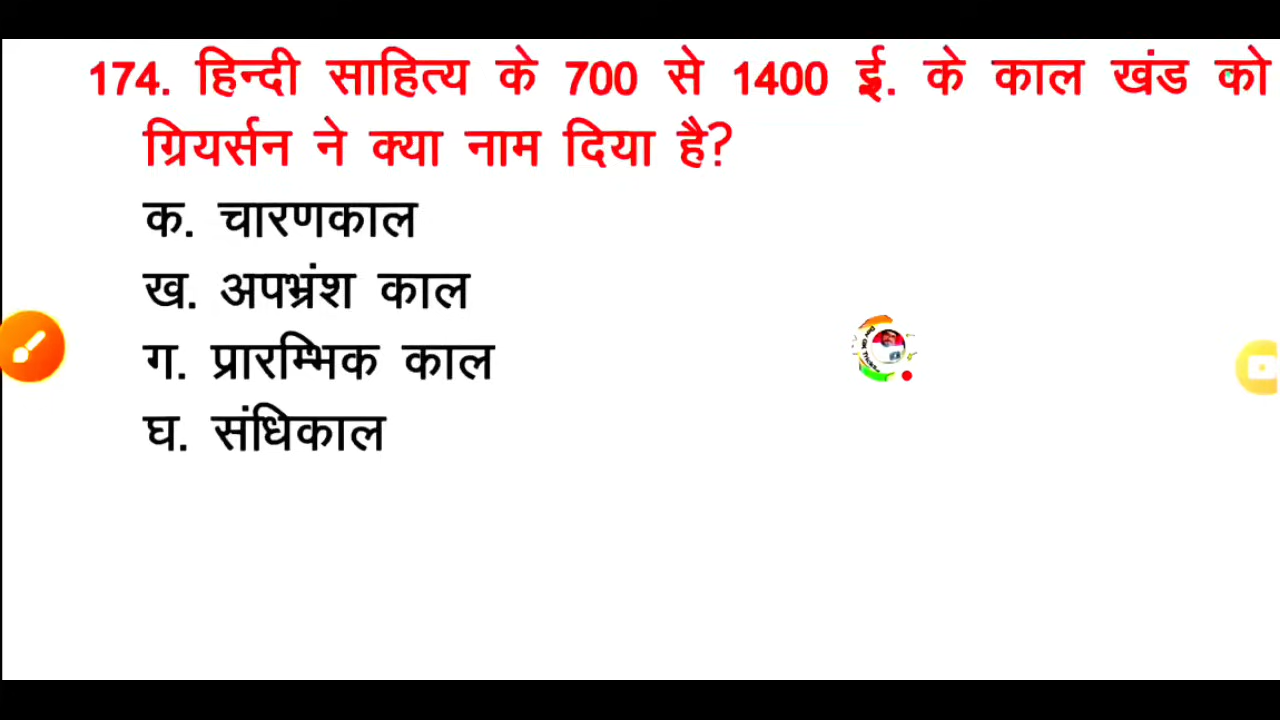 174. हिन्दी साहित्य के 700 से 1400 ई. के काल खंड को
ग्रियर्सन ने क्या नाम दिया है?
क. चारणकाल
ख. अपभ्रंश काल
ग. प्रारम्भिक काल
घ. संधिकाल